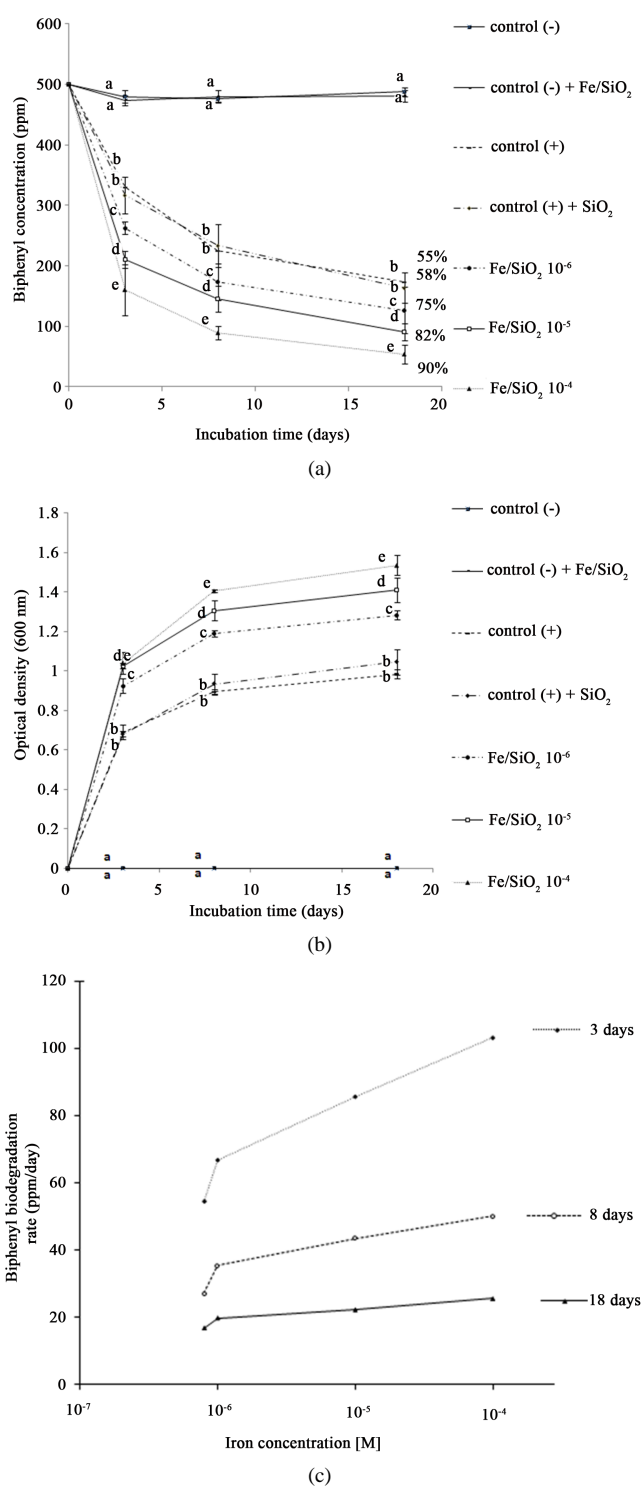 600
500
400
300
200
100
0
Biphenyl concentration (ppm)
a
a
a
a
a
a
b
b
c
d
e
b
b
c
d
e
b
b
c
d
e
55%
58%
75%
82%
90%
0
5
10
15
20
Incubation time (days)
control (-)
control (-) + Fe/SiO₂
control (+)
control (+) + SiO₂
Fe/SiO₂ 10⁻⁶
Fe/SiO₂ 10⁻⁵
Fe/SiO₂ 10⁻⁴
(a)
1.8
1.6
1.4
1.2
1
0.8
0.6
0.4
0.2
0
Optical density (600 nm)
de
c
b
b
e
d
c
b
b
e
d
c
b
b
a
a
a
a
a
a
0
5
10
15
20
Incubation time (days)
control (-)
control (-) + Fe/SiO₂
control (+)
control (+) + SiO₂
Fe/SiO₂ 10⁻⁶
Fe/SiO₂ 10⁻⁵
Fe/SiO₂ 10⁻⁴
(b)
120
100
80
60
40
20
0
Biphenyl biodegradation
rate (ppm/day)
3 days
8 days
18 days
10⁻⁷
10⁻⁶
10⁻⁵
10⁻⁴
Iron concentration [M]
(c)